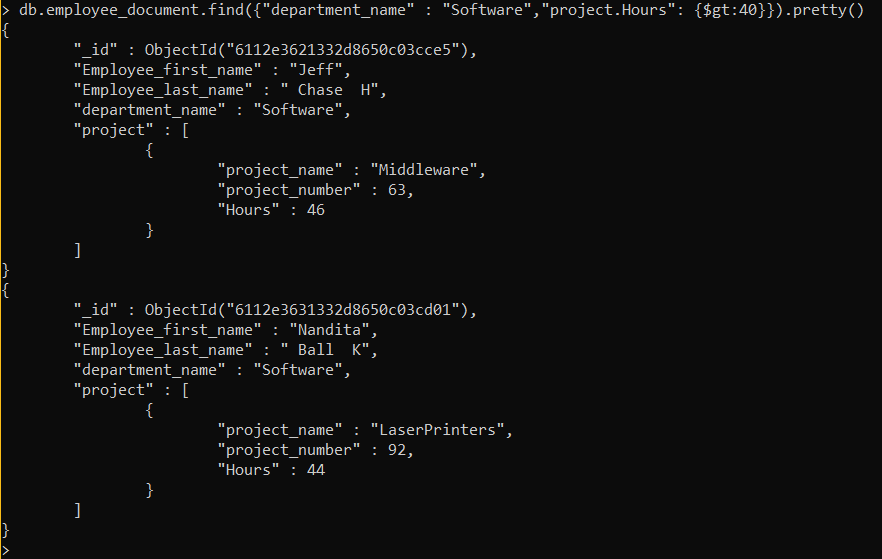 > db.employee_document.find({"department_name" : "Software","project.Hours": {$gt:40}}).pretty()
{
        "_id" : ObjectId("6112e3621332d8650c03cce5"),
        "Employee_first_name" : "Jeff",
        "Employee_last_name" : " Chase  H",
        "department_name" : "Software",
        "project" : [
                {
                        "project_name" : "Middleware",
                        "project_number" : 63,
                        "Hours" : 46
                }
        ]
}
{
        "_id" : ObjectId("6112e3631332d8650c03cd01"),
        "Employee_first_name" : "Nandita",
        "Employee_last_name" : " Ball  K",
        "department_name" : "Software",
        "project" : [
                {
                        "project_name" : "LaserPrinters",
                        "project_number" : 92,
                        "Hours" : 44
                }
        ]
}
>